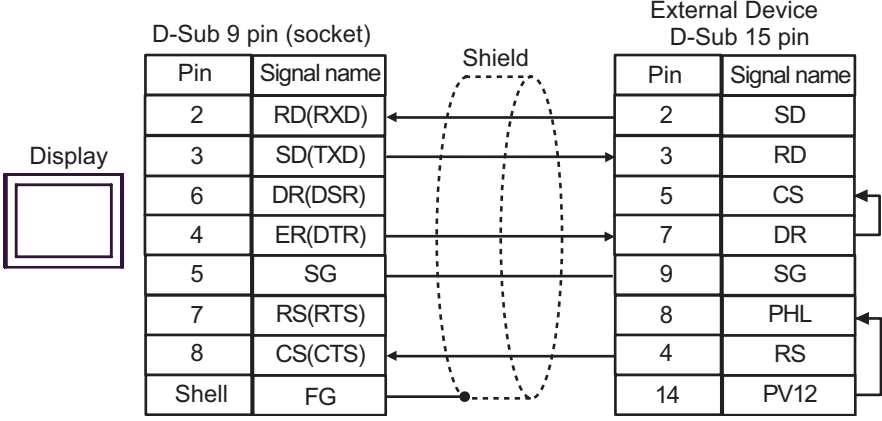 External Device
D-Sub 9 pin (socket) D-Sub 15 pin
Shield
Pin Signal name Pin Signal name
2 RD(RXD) 2 SD
Display 3 SD(TXD) 3 RD
6 DR(DSR) 5 CS
4 ER(DTR) 7 DR
5 SG 9 SG
7 RS(RTS) 8 PHL
8 CS(CTS) 4 RS
Shell FG 14 PV12